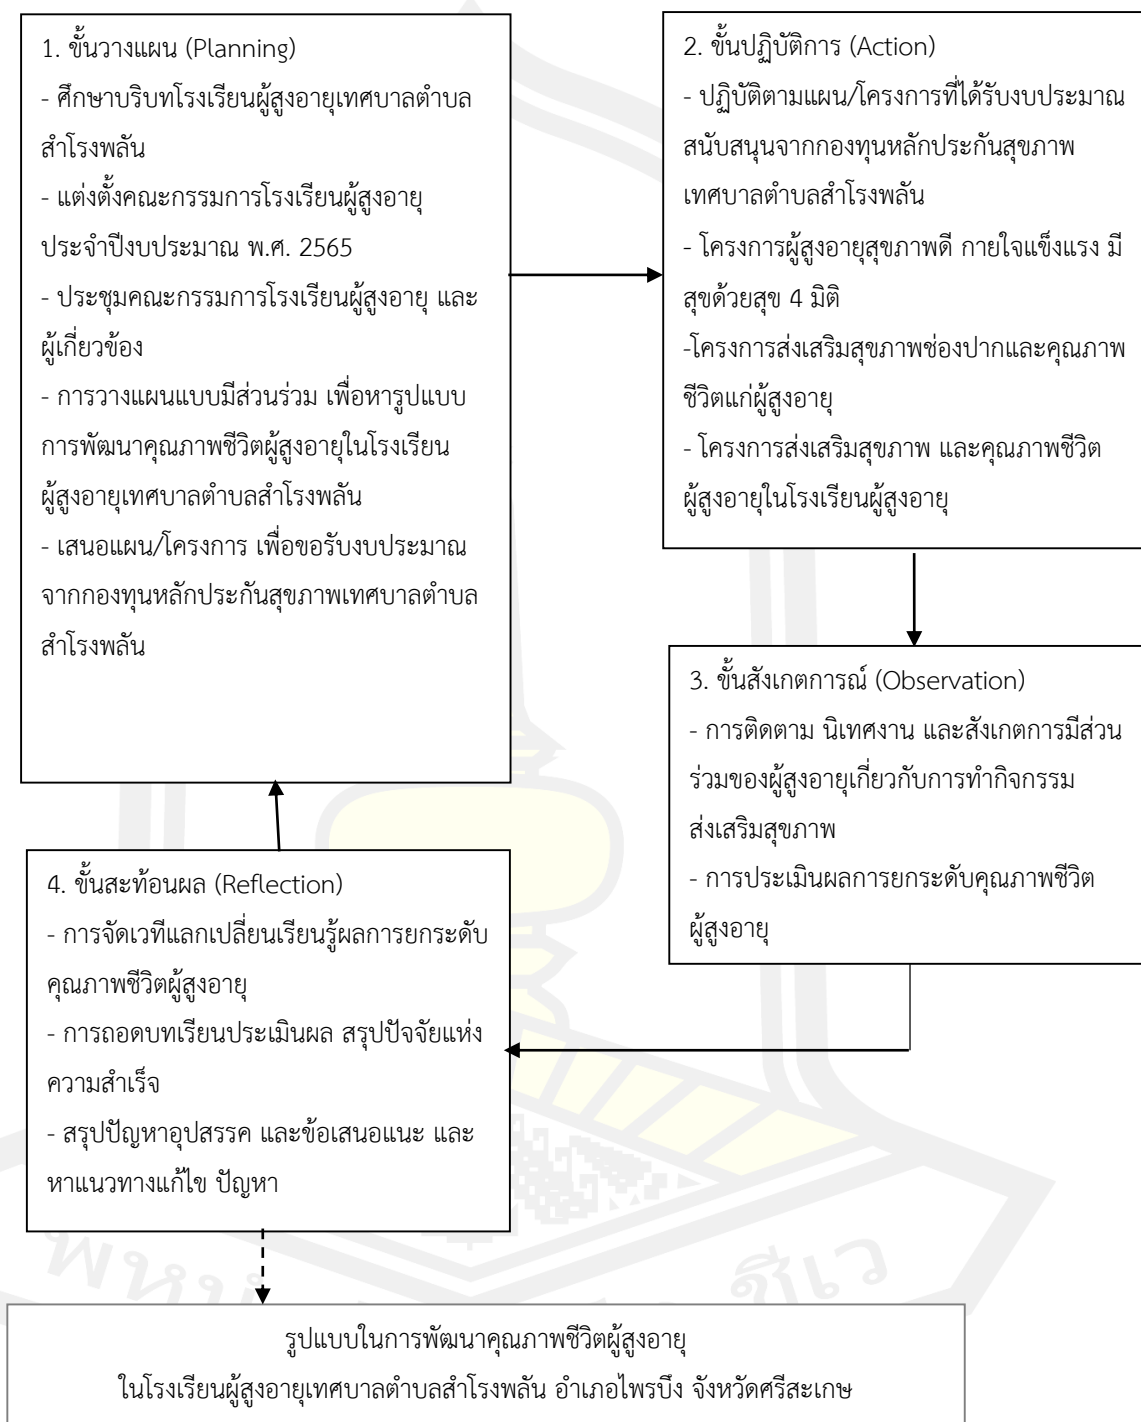 1. ขั้นวางแผน (Planning)
- ศึกษาบริบทโรงเรียนผู้สูงอายุเทศบาลตำบล
สำโรงพลัน
- แต่งตั้งคณะกรรมการโรงเรียนผู้สูงอายุ
ประจำปีงบประมาณ พ.ศ. 2565
- ประชุมคณะกรรมการโรงเรียนผู้สูงอายุ และ
ผู้เกี่ยวข้อง
- การวางแผนแบบมีส่วนร่วม เพื่อหารูปแบบ
การพัฒนาคุณภาพชีวิตผู้สูงอายุในโรงเรียน
ผู้สูงอายุเทศบาลตำบลสำโรงพลัน
- เสนอแผน/โครงการ เพื่อขอรับงบประมาณ
จากกองทุนหลักประกันสุขภาพเทศบาลตำบล
สำโรงพลัน
2. ขั้นปฏิบัติการ (Action)
- ปฏิบัติตามแผน/โครงการที่ได้รับงบประมาณ
สนับสนุนจากกองทุนหลักประกันสุขภาพ
เทศบาลตำบลสำโรงพลัน
- โครงการผู้สูงอายุสุขภาพดี กายใจแข็งแรง มี
สุขด้วยสุข 4 มิติ
-โครงการส่งเสริมสุขภาพช่องปากและคุณภาพ
ชีวิตแก่ผู้สูงอายุ
- โครงการส่งเสริมสุขภาพ และคุณภาพชีวิต
ผู้สูงอายุในโรงเรียนผู้สูงอายุ
3. ขั้นสังเกตการณ์ (Observation)
- การติดตาม นิเทศงาน และสังเกตการมีส่วน
ร่วมของผู้สูงอายุเกี่ยวกับการทำกิจกรรม
ส่งเสริมสุขภาพ
- การประเมินผลการยกระดับคุณภาพชีวิต
ผู้สูงอายุ
4. ขั้นสะท้อนผล (Reflection)
- การจัดเวทีแลกเปลี่ยนเรียนรู้ผลการยกระดับ
คุณภาพชีวิตผู้สูงอายุ
- การถอดบทเรียนประเมินผล สรุปปัจจัยแห่ง
ความสำเร็จ
- สรุปปัญหาอุปสรรค และข้อเสนอแนะ และ
หาแนวทางแก้ไข ปัญหา
รูปแบบในการพัฒนาคุณภาพชีวิตผู้สูงอายุ
ในโรงเรียนผู้สูงอายุเทศบาลตำบลสำโรงพลัน อำเภอไพรบึง จังหวัดศรีสะเกษ